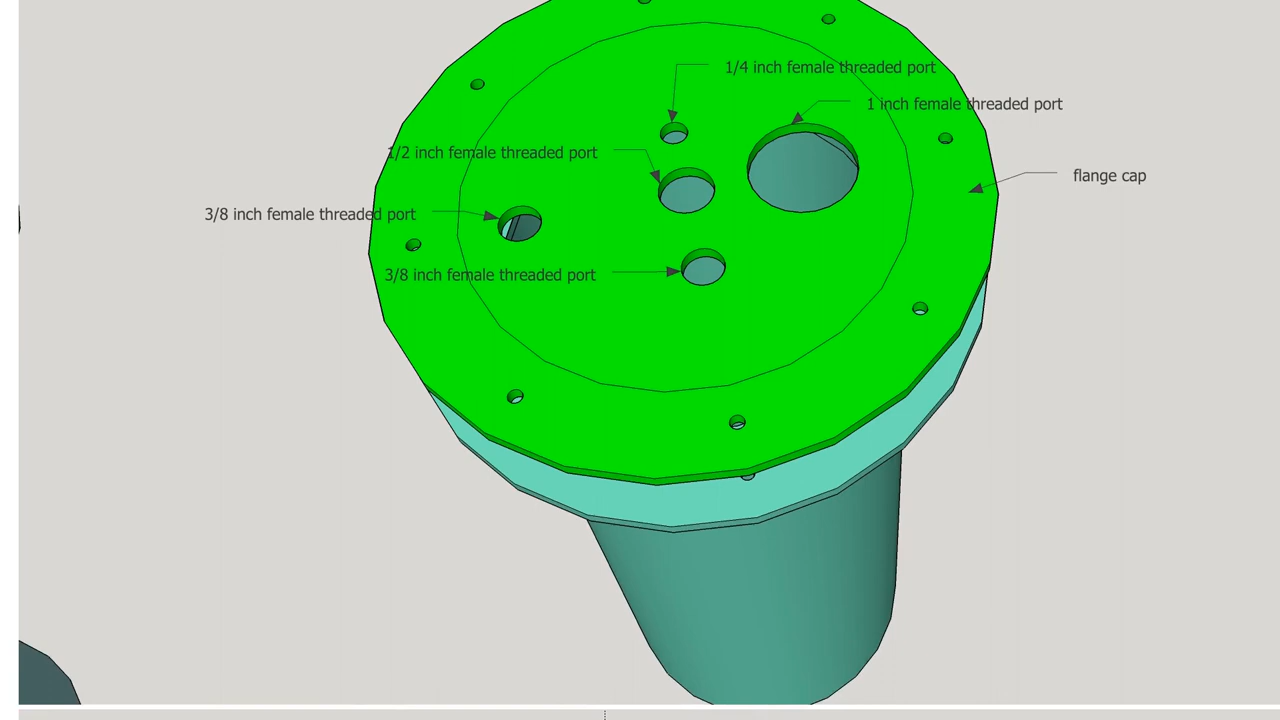 1/4 inch female threaded port
1 inch female threaded port
1/2 inch female threaded port
flange cap
3/8 inch female threaded port
3/8 inch female threaded port